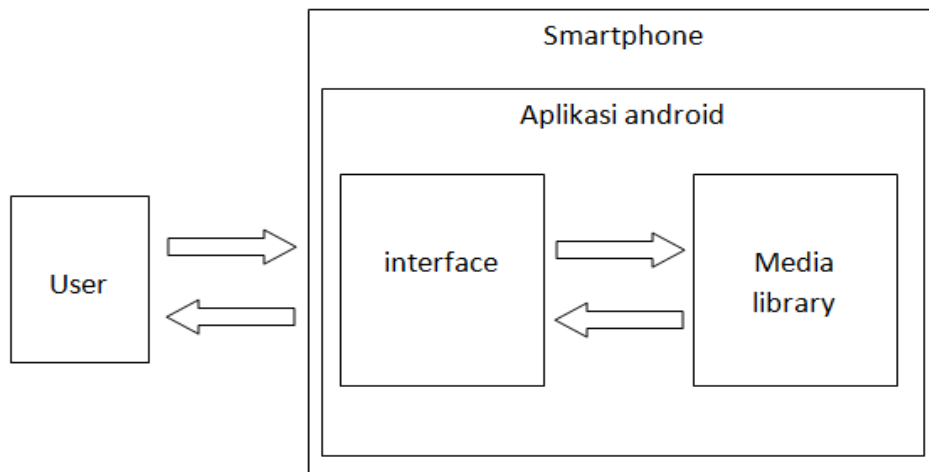 Smartphone
Aplikasi android
User
interface
Media
library